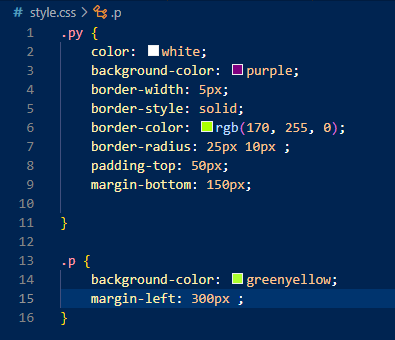 # style.css > .p
1 .py {
2 color: white;
3 background-color: purple;
4 border-width: 5px;
5 border-style: solid;
6 border-color: rgb(170, 255, 0);
7 border-radius: 25px 10px ;
8 padding-top: 50px;
9 margin-bottom: 150px;
10
11 }
12
13 .p {
14 background-color: greenyellow;
15 margin-left: 300px ;
16 }